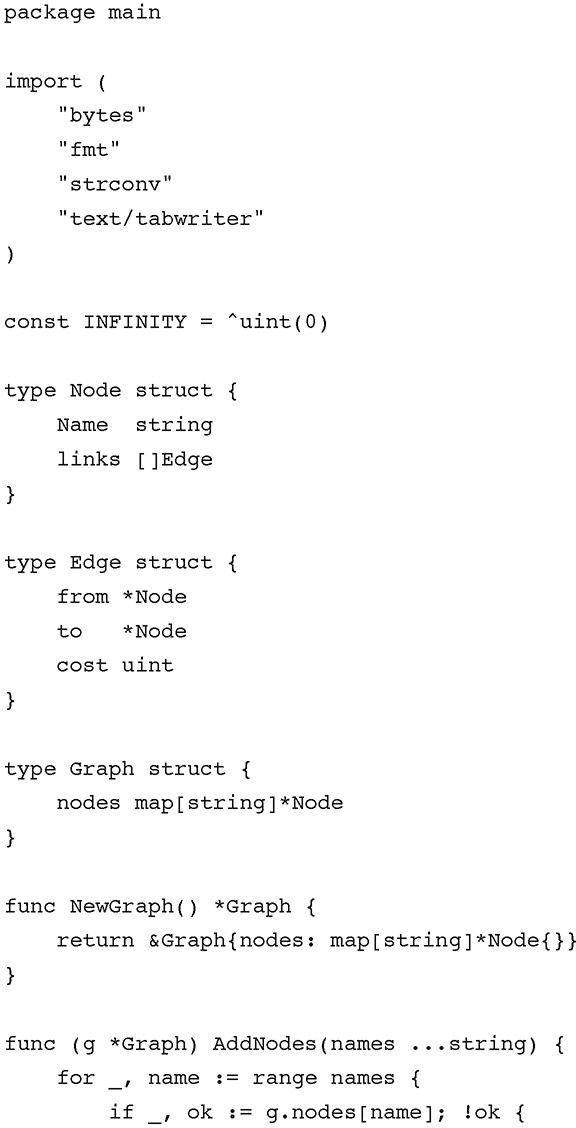 package main

import (
    "bytes"
    "fmt"
    "strconv"
    "text/tabwriter"
)

const INFINITY = ^uint(0)

type Node struct {
    Name  string
    links []Edge
}

type Edge struct {
    from *Node
    to   *Node
    cost uint
}

type Graph struct {
    nodes map[string]*Node
}

func NewGraph() *Graph {
    return &Graph{nodes: map[string]*Node{}}
}

func (g *Graph) AddNodes(names ...string) {
    for _, name := range names {
        if _, ok := g.nodes[name]; !ok {